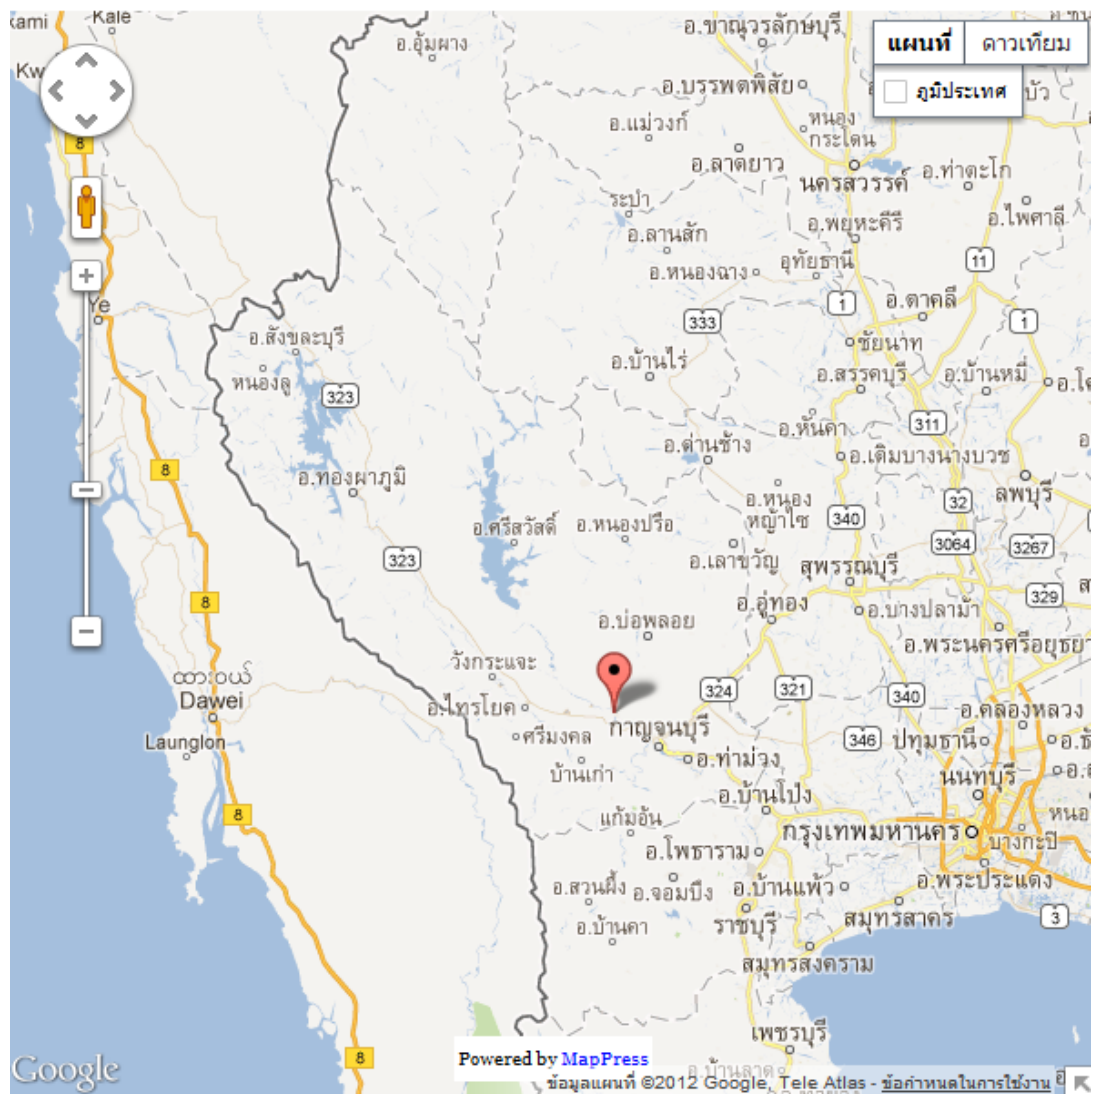 Kale
อ.อุ้มผาง
อ.ขาณุวรลักษบุรี
แผนที่
ดาวเทียม
ภูมิประเทศ
อ.บรรพตพิสัย
อ.แม่วงก์
หนอง
กระโดน
8
อ.ลาดยาว
นครสวรรค์
อ.ท่าตะโก
ระบำ
อ.พยุหะคีรี
อ.ไพศาลี
อ.ลานสัก
อ.หนองฉาง
อุทัยธานี
11
Ye
1
อ.ตาคลี
333
1
อ.สังขละบุรี
ชัยนาท
หนองลู
อ.บ้านไร่
อ.สรรคบุรี
อ.บ้านหมี่
323
311
อ.หันคา
อ.ด่านช้าง
อ.เดิมบางนางบวช
8
อ.ทองผาภูมิ
ลพบุรี
อ.หนอง
หญ้าไซ
32
340
อ.ศรีสวัสดิ์
อ.หนองปรือ
3064
3267
323
อ.เลาขวัญ
สุพรรณบุรี
329
8
อ.อู่ทอง
อ.บางปลาม้า
อ.บ่อพลอย
อ.พระนครศรีอยุธยา
วังกระแจะ
ထားဝယ်
Dawei
324
321
340
อ.ไทรโยค
อ.คลองหลวง
กาญจนบุรี
Launglon
ศรีมงคล
346
ปทุมธานี
อ.ท่าม่วง
บ้านเก่า
นนทบุรี
อ.บ้านโป่ง
8
แก้มอ้น
กรุงเทพมหานคร
บางกะปิ
อ.โพธาราม
อ.สวนผึ้ง
อ.จอมบึง
อ.บ้านแพ้ว
อ.พระประแดง
อ.บ้านคา
ราชบุรี
สมุทรสาคร
3
สมุทรสงคราม
เพชรบุรี
8
Google
Powered by MapPress
อ.บ้านลาด
ข้อมูลแผนที่ ©2012 Google, Tele Atlas - ข้อกำหนดในการใช้งาน